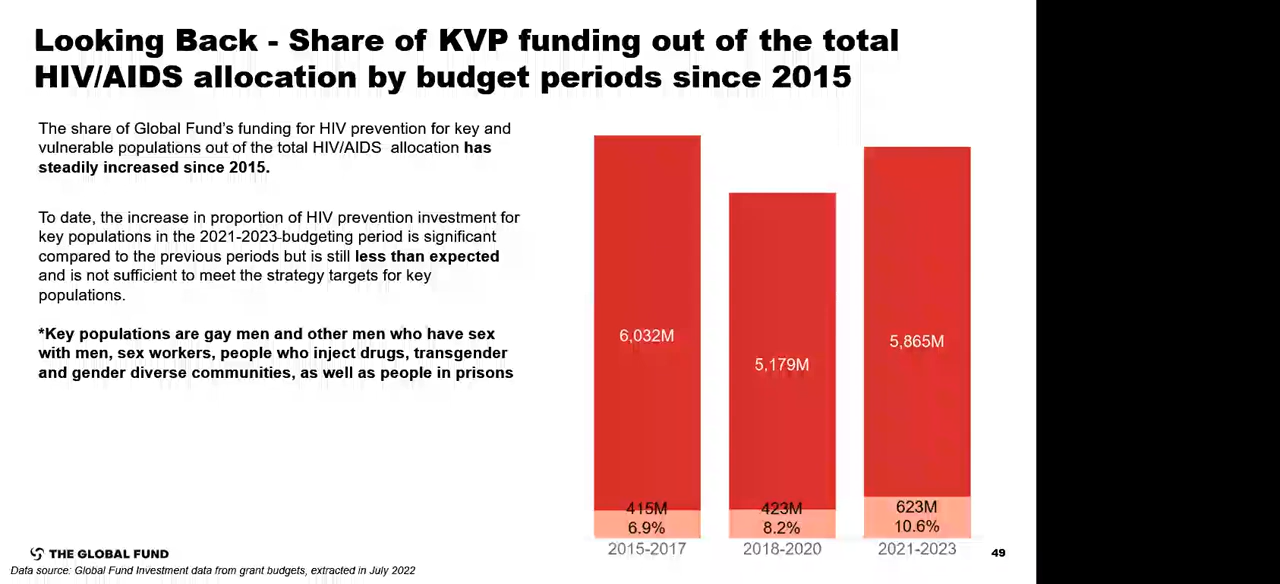 Looking Back - Share of KVP funding out of the total
HIV/AIDS allocation by budget periods since 2015
The share of Global Fund's funding for HIV prevention for key and
vulnerable populations out of the total HIV/AIDS allocation has
steadily increased since 2015.
To date, the increase in proportion of HIV prevention investment for
key populations in the 2021-2023-budgeting period is significant
compared to the previous periods but is still less than expected
and is not sufficient to meet the strategy targets for key
populations.
*Key populations are gay men and other men who have sex
with men, sex workers, people who inject drugs, transgender
and gender diverse communities, as well as people in prisons
6,032M
5,179M
5,865M
415M
6.9%
423M
8.2%
623M
10.6%
2015-2017
2018-2020
2021-2023
THE GLOBAL FUND
49
Data source: Global Fund Investment data from grant budgets, extracted in July 2022